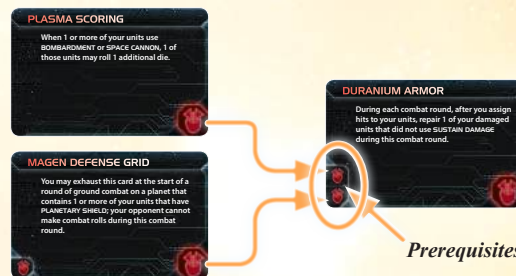 PLASMA SCORING
When 1 or more of your units use
BOMBARDMENT or SPACE CANNON, 1 of
those units may roll 1 additional die.
MAGEN DEFENSE GRID
You may exhaust this card at the start of a
round of ground combat on a planet that
contains 1 or more of your units that have
PLANETARY SHIELD; your opponent cannot
make combat rolls during this combat
round.
DURANIUM ARMOR
During each combat round, after you assign
hits to your units, repair 1 of your damaged
units that did not use SUSTAIN DAMAGE
during this combat round.
Prerequisites